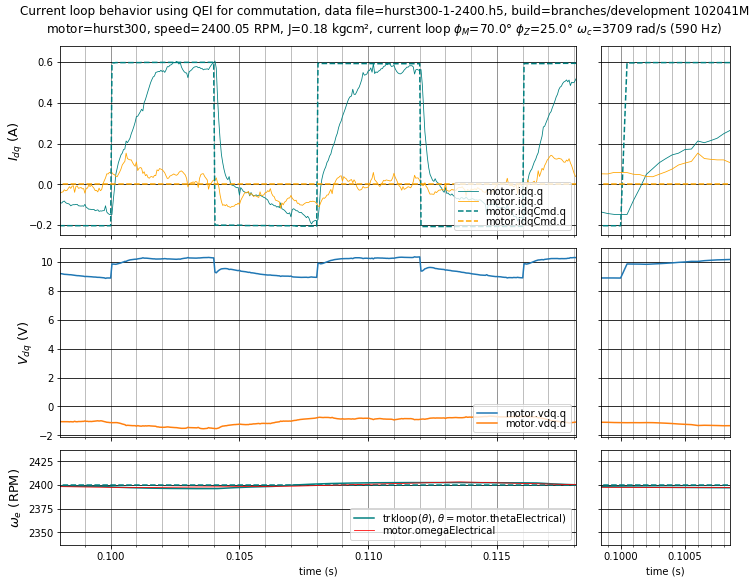 Current loop behavior using QEI for commutation, data file=hurst300-1-2400.h5, build=branches/development 102041M
motor=hurst300, speed=2400.05 RPM, J=0.18 kgcm², current loop ϕM=70.0° ϕZ=25.0° ωc=3709 rad/s (590 Hz)
Idq (A)
0.6
0.4
0.2
0.0
−0.2
motor.idq.q
motor.idq.d
motor.idqCmd.q
motor.idqCmd.d
Vdq (V)
10
8
6
4
2
0
−2
motor.vdq.q
motor.vdq.d
ωe (RPM)
2425
2400
2375
2350
trkloop(θ), θ = motor.thetaElectrical)
motor.omegaElectrical
0.100 0.105 0.110 0.115
time (s)
0.1000 0.1005
time (s)